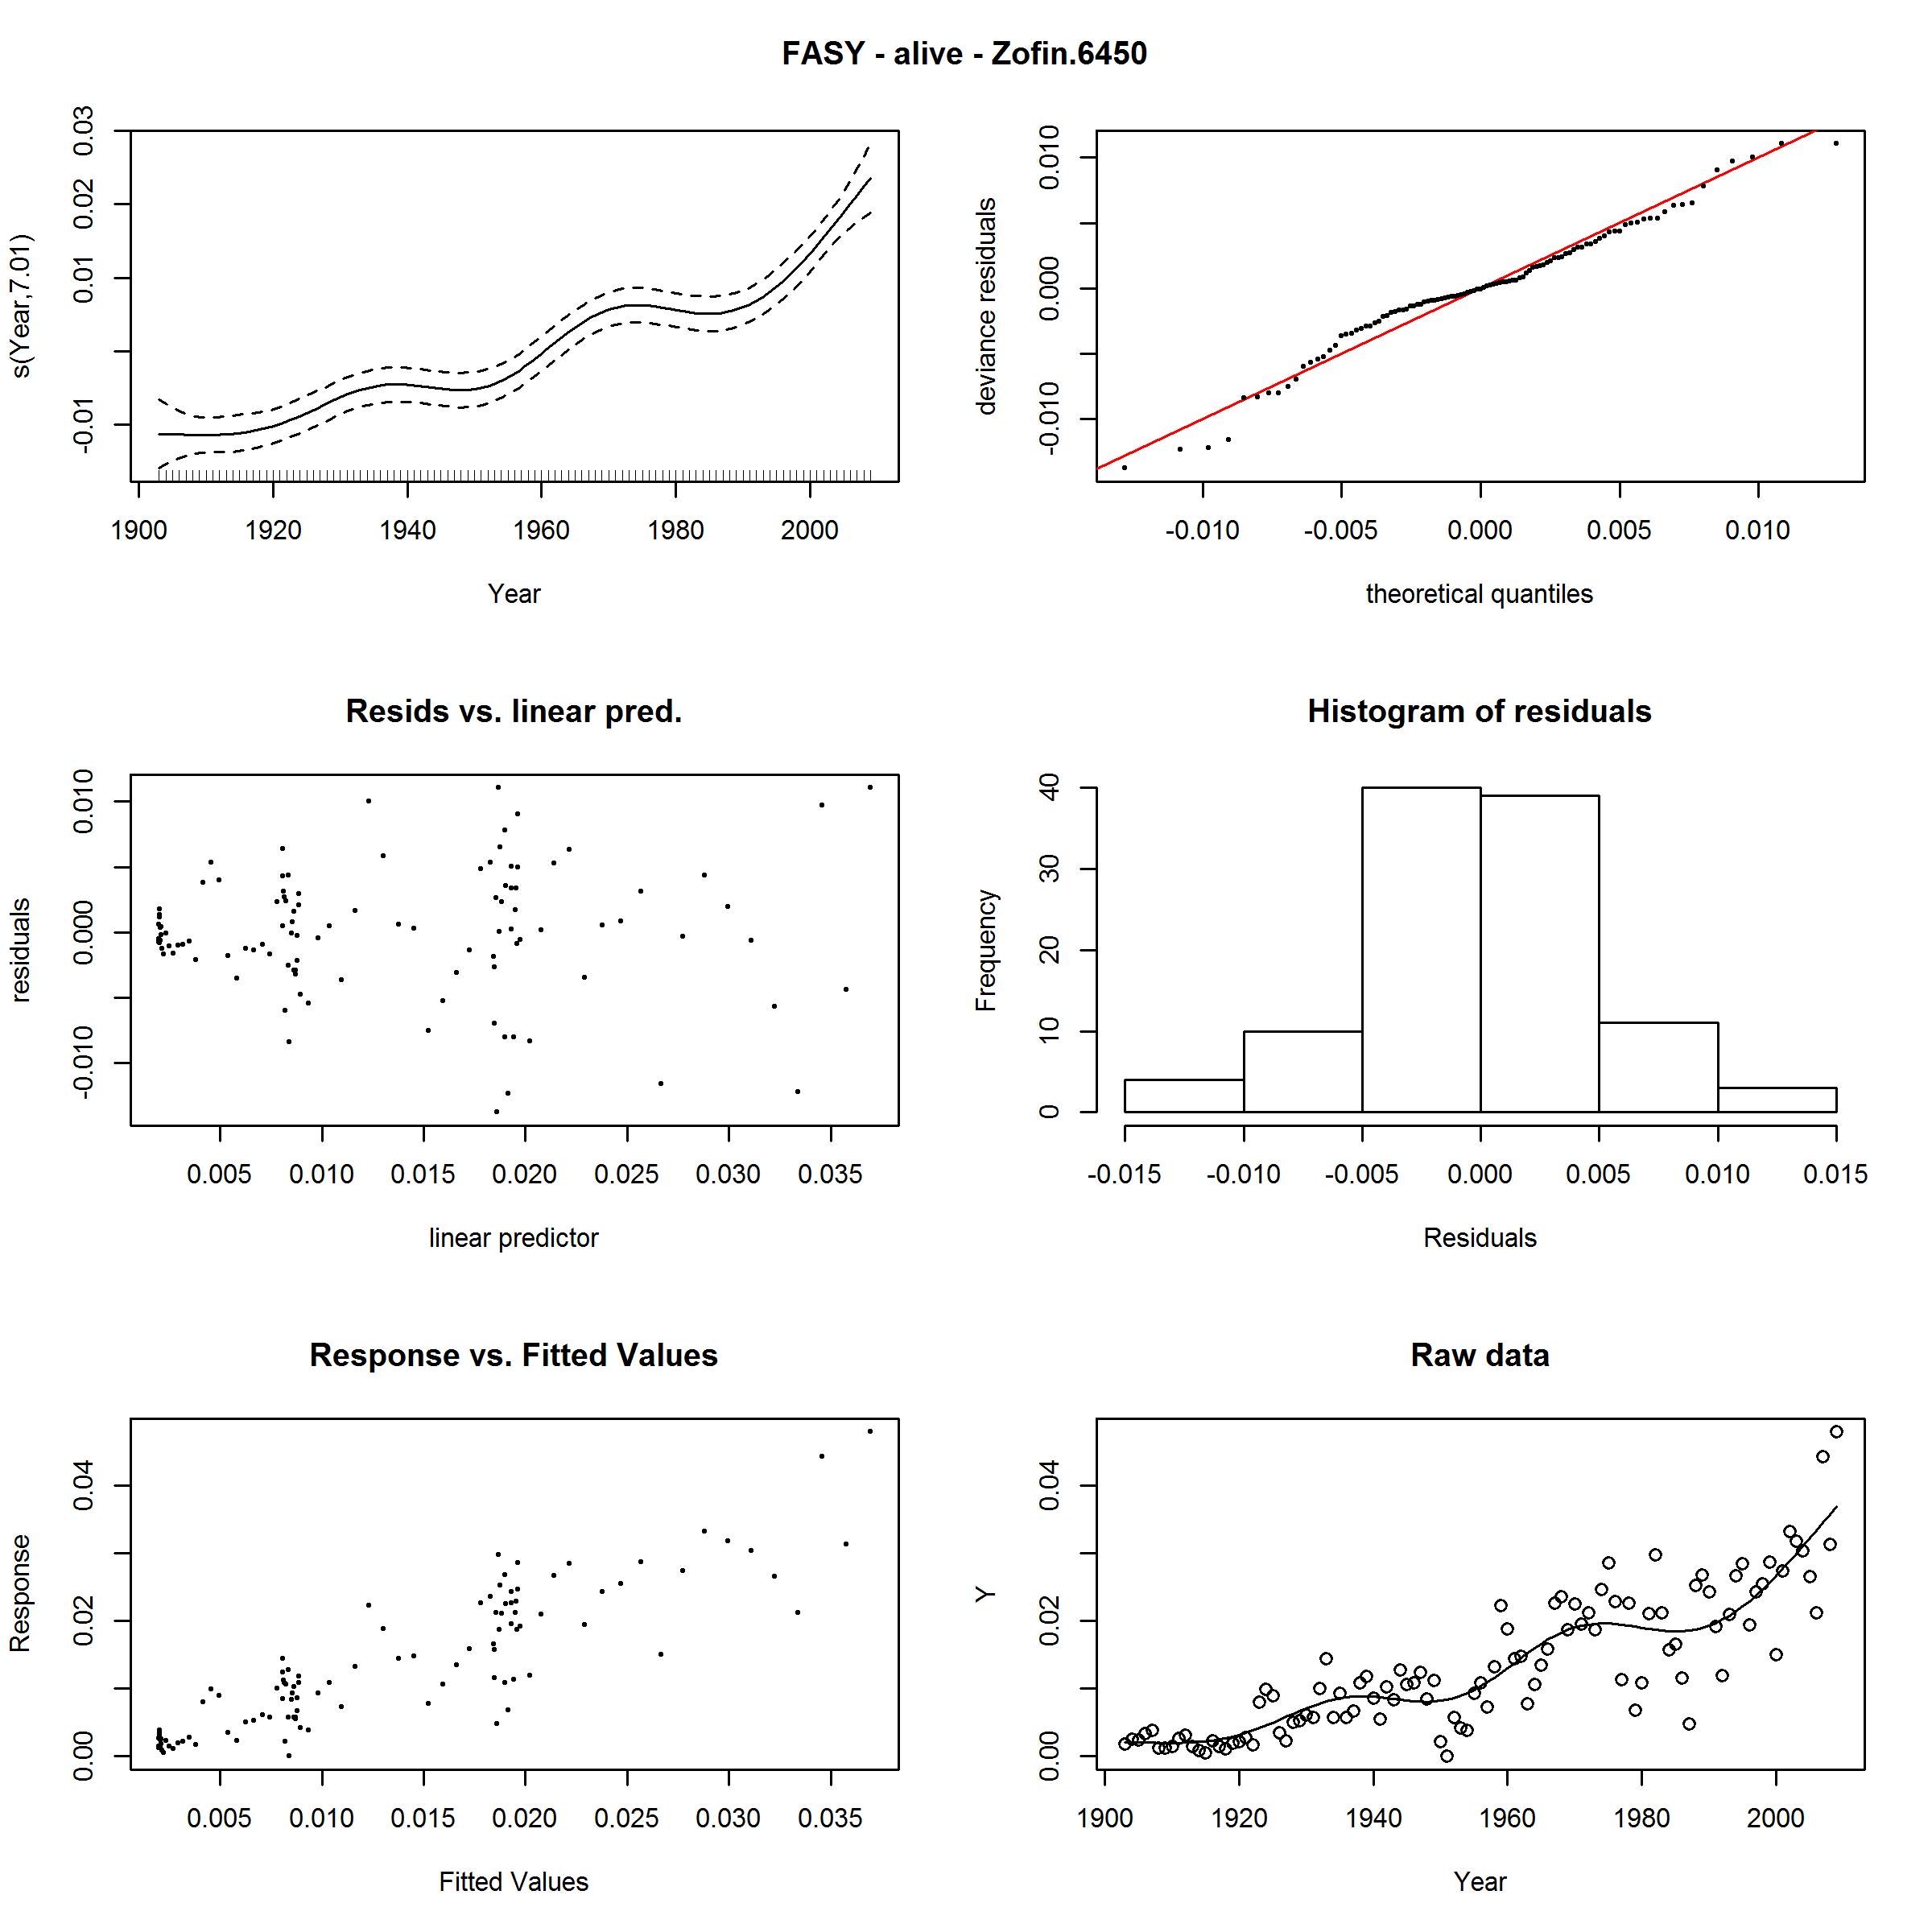 FASY - alive - Zofin.6450
s(Year,7.01)
-0.01
0.01
0.02
0.03
1900 1920 1940 1960 1980 2000
Year
deviance residuals
-0.010
0.000
0.010
-0.010 -0.005 0.000 0.005 0.010
theoretical quantiles
Resids vs. linear pred.
residuals
-0.010
0.000
0.010
0.005 0.010 0.015 0.020 0.025 0.030 0.035
linear predictor
Histogram of residuals
Frequency
0
10
20
30
40
-0.015 -0.010 -0.005 0.000 0.005 0.010 0.015
Residuals
Response vs. Fitted Values
Response
0.00
0.02
0.04
0.005 0.010 0.015 0.020 0.025 0.030 0.035
Fitted Values
Raw data
Y
0.00
0.02
0.04
1900 1920 1940 1960 1980 2000
Year